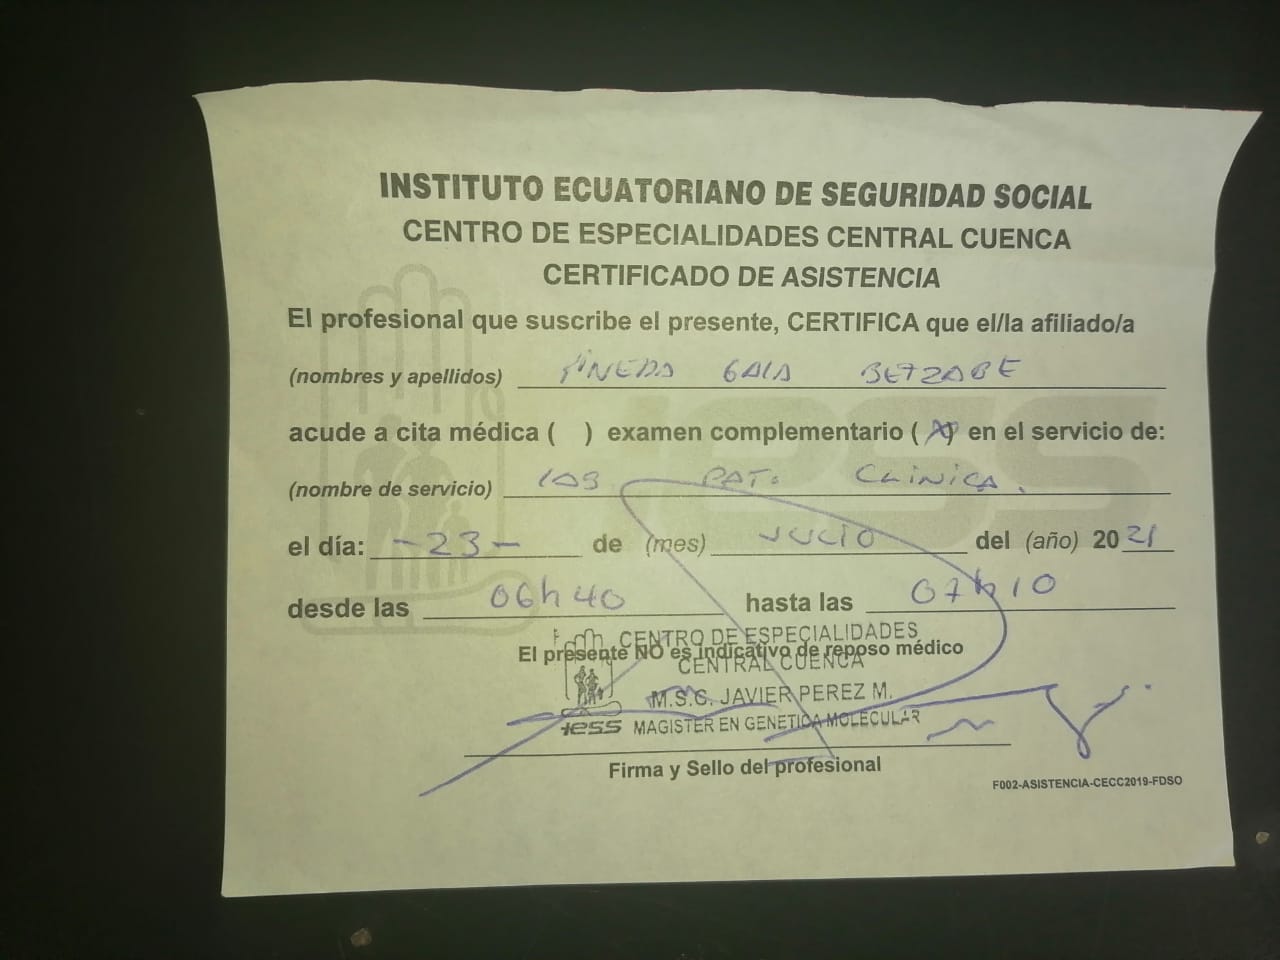 INSTITUTO ECUATORIANO DE SEGURIDAD SOCIAL
CENTRO DE ESPECIALIDADES CENTRAL CUENCA
CERTIFICADO DE ASISTENCIA
El profesional que suscribe el presente, CERTIFICA que el/la afiliado/a
(nombres y apellidos) PINEDA GALA BETZABE
acude a cita médica ( ) examen complementario (X) en el servicio de:
(nombre de servicio) LAB PAT. CLINICA.
el día: -23- de (mes) JULIO del (año) 2021
desde las 06h40 hasta las 07h10
CENTRO DE ESPECIALIDADES
El presente NO es indicativo de reposo médico
CENTRAL CUENCA
M.S.C. JAVIER PEREZ M.
iess MAGISTER EN GENETICA MOLECULAR
Firma y Sello del profesional
F002-ASISTENCIA-CECC2019-FDSO